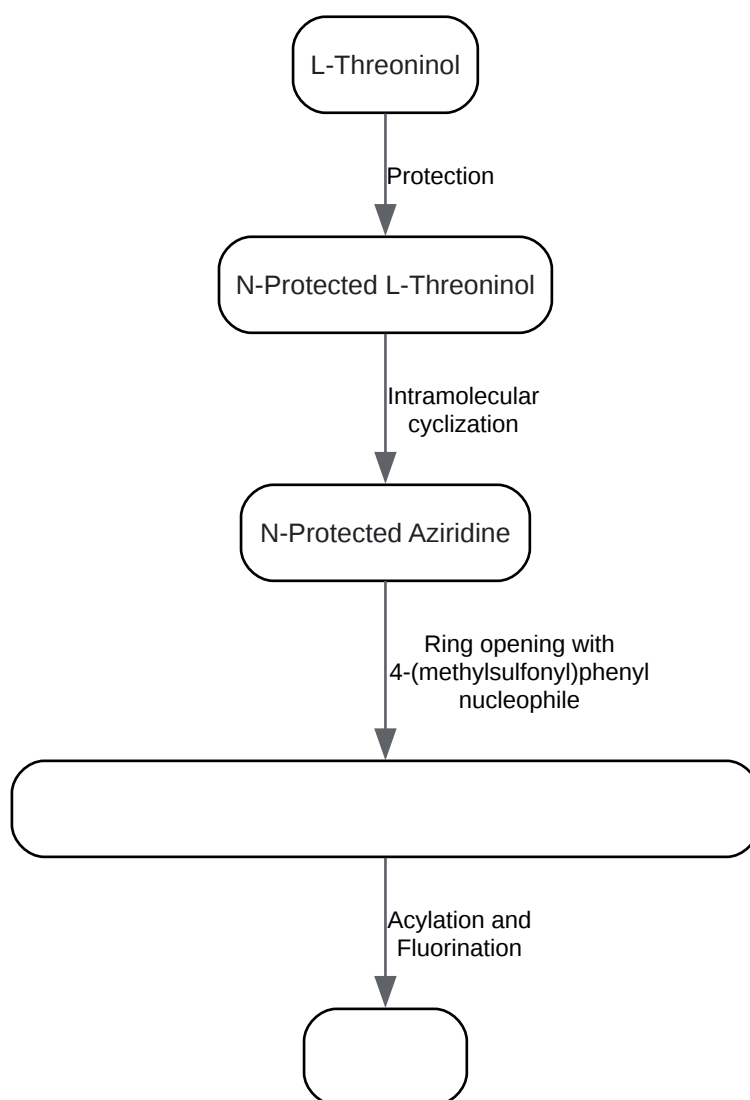 L-Threoninol
Protection
N-Protected L-Threoninol
Intramolecular
cyclization
N-Protected Aziridine
Ring opening with
4-(methylsulfonyl)phenyl
nucleophile
Acylation and
Fluorination